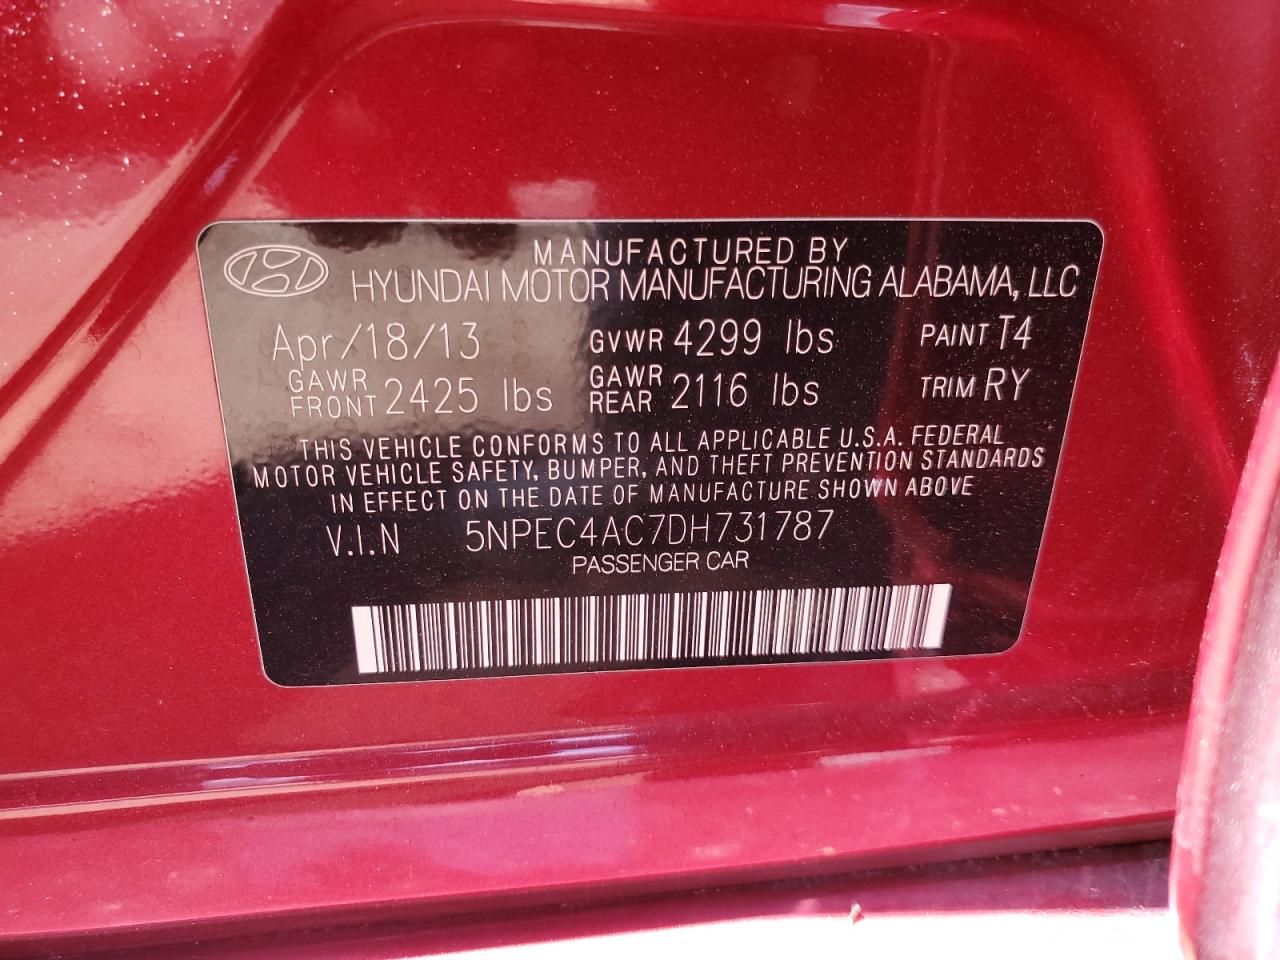 MANUFACTURED BY
HYUNDAI MOTOR MANUFACTURING ALABAMA, LLC
Apr/18/13 GVWR 4299 lbs PAINT T4
GAWR FRONT 2425 lbs GAWR REAR 2116 lbs TRIM RY
THIS VEHICLE CONFORMS TO ALL APPLICABLE U.S.A. FEDERAL
MOTOR VEHICLE SAFETY, BUMPER, AND THEFT PREVENTION STANDARDS
IN EFFECT ON THE DATE OF MANUFACTURE SHOWN ABOVE
V.I.N 5NPEC4AC7DH731787
PASSENGER CAR